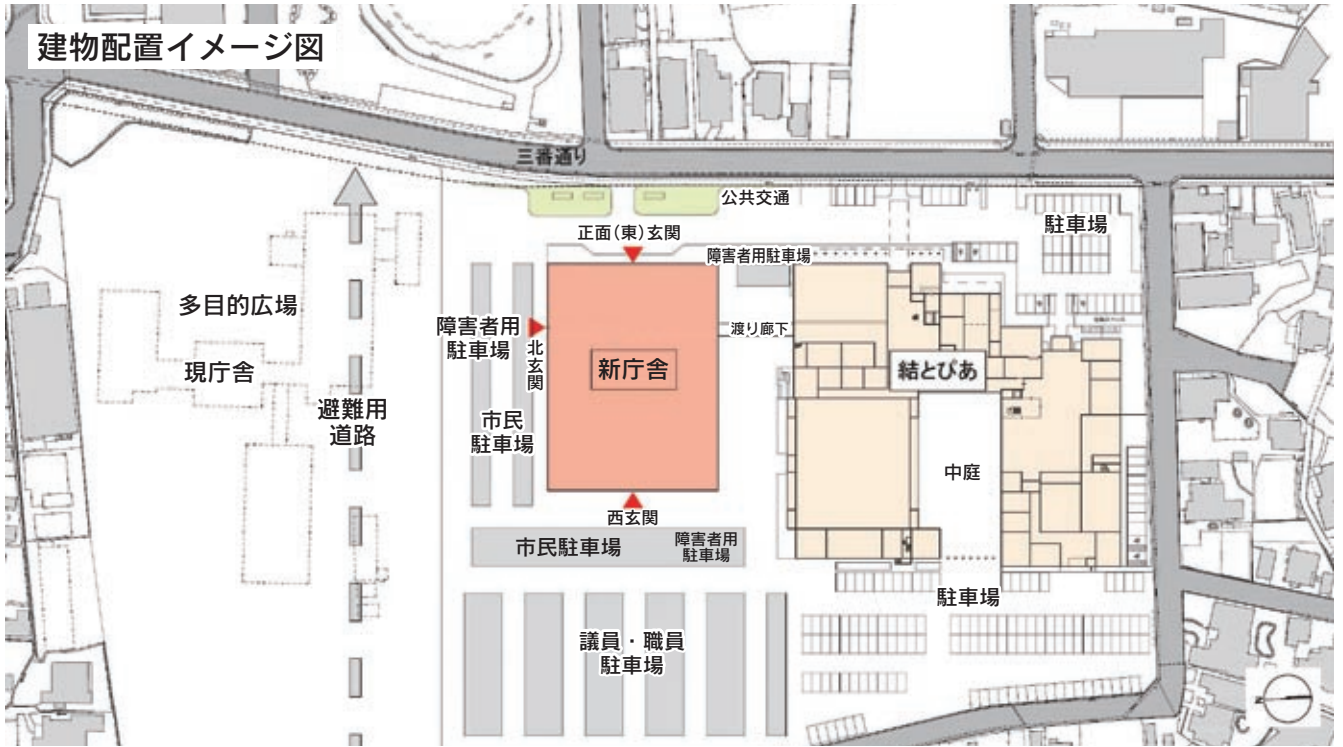 建物配置イメージ図
三番通り
公共交通
正面（東）玄関
障害者用駐車場
駐車場
多目的広場
障害者用
駐車場
北玄関
渡り廊下
現庁舎
新庁舎
結とぴあ
避難用
道路
市民
駐車場
中庭
西玄関
市民駐車場
障害者用
駐車場
駐車場
議員・職員
駐車場